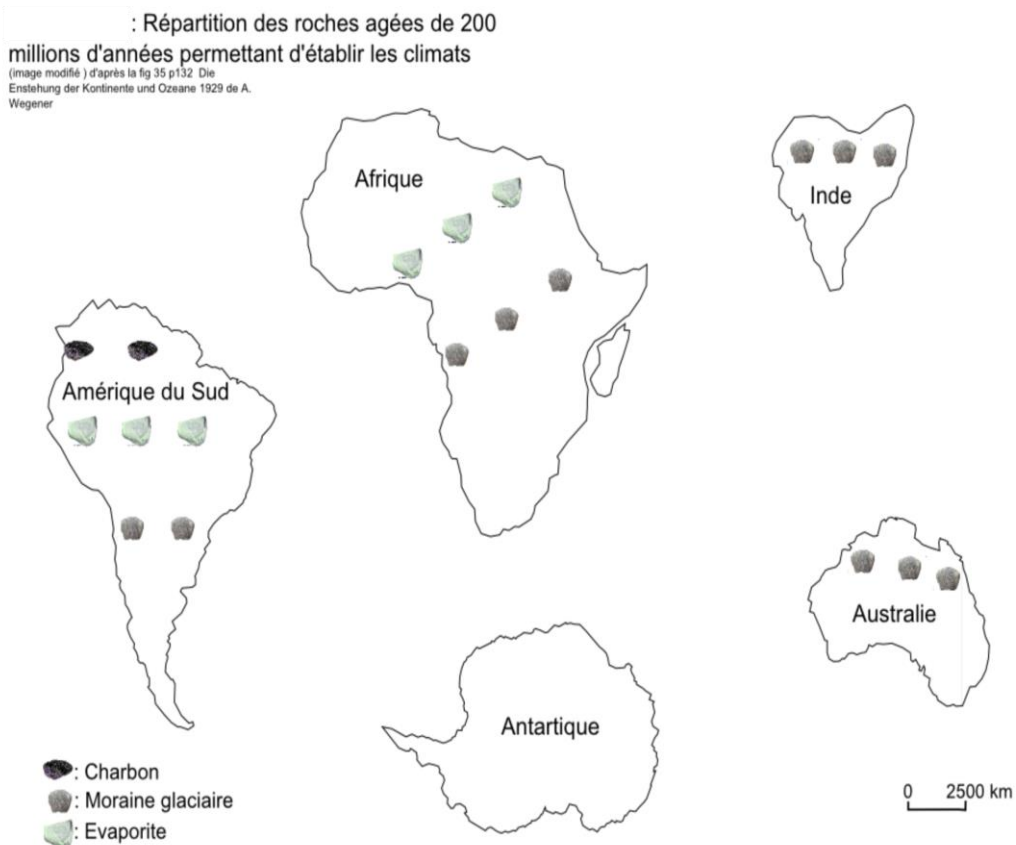 : Répartition des roches agées de 200
millions d'années permettant d'établir les climats
(image modifié ) d'après la fig 35 p132 Die
Enstehung der Kontinente und Ozeane 1929 de A.
Wegener
Afrique
Inde
Amérique du Sud
Australie
Antartique
: Charbon
: Moraine glaciaire
: Evaporite
0 2500 km